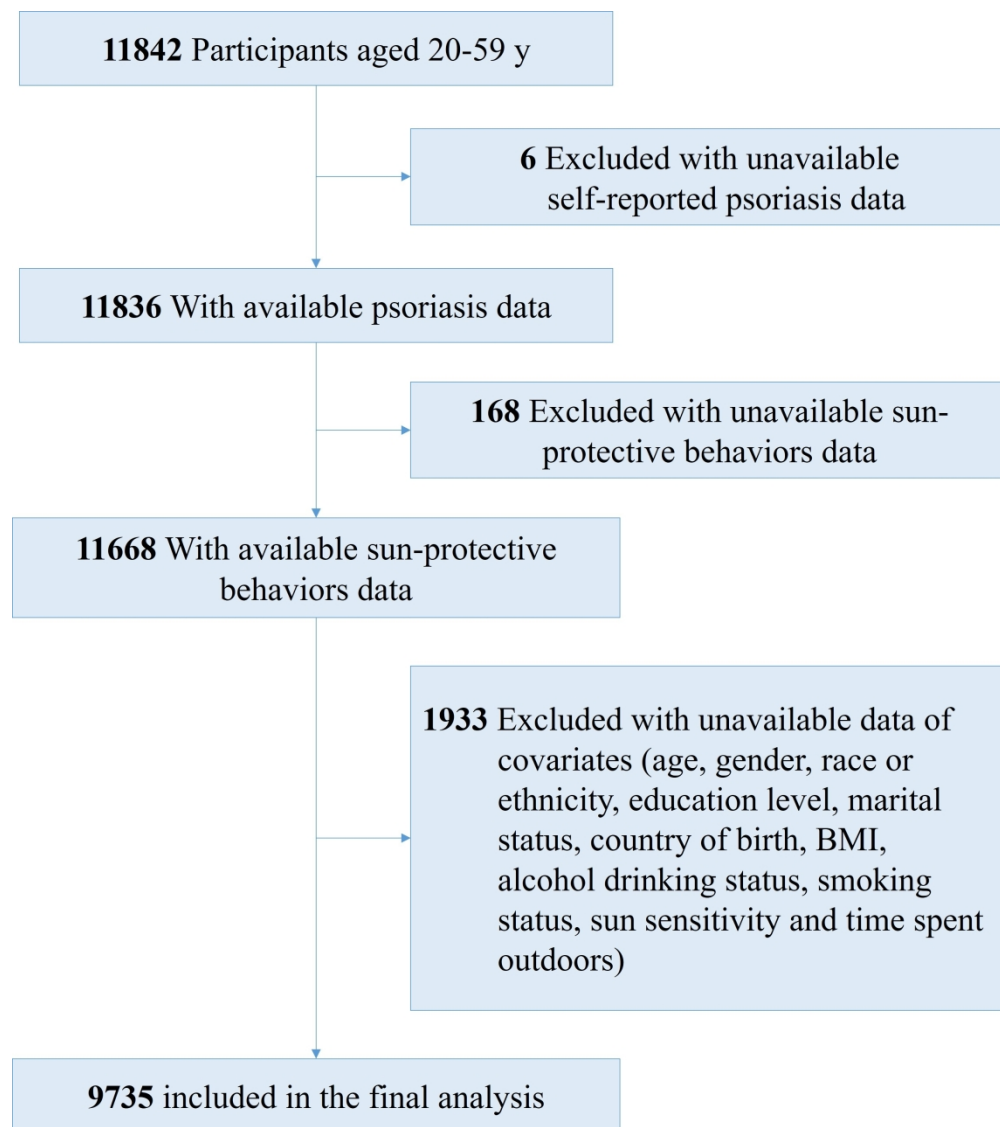 11842 Participants aged 20-59 y
6 Excluded with unavailable
self-reported psoriasis data
11836 With available psoriasis data
168 Excluded with unavailable sun-
protective behaviors data
11668 With available sun-protective
behaviors data
1933 Excluded with unavailable data of
covariates (age, gender, race or
ethnicity, education level, marital
status, country of birth, BMI,
alcohol drinking status, smoking
status, sun sensitivity and time spent
outdoors)
9735 included in the final analysis